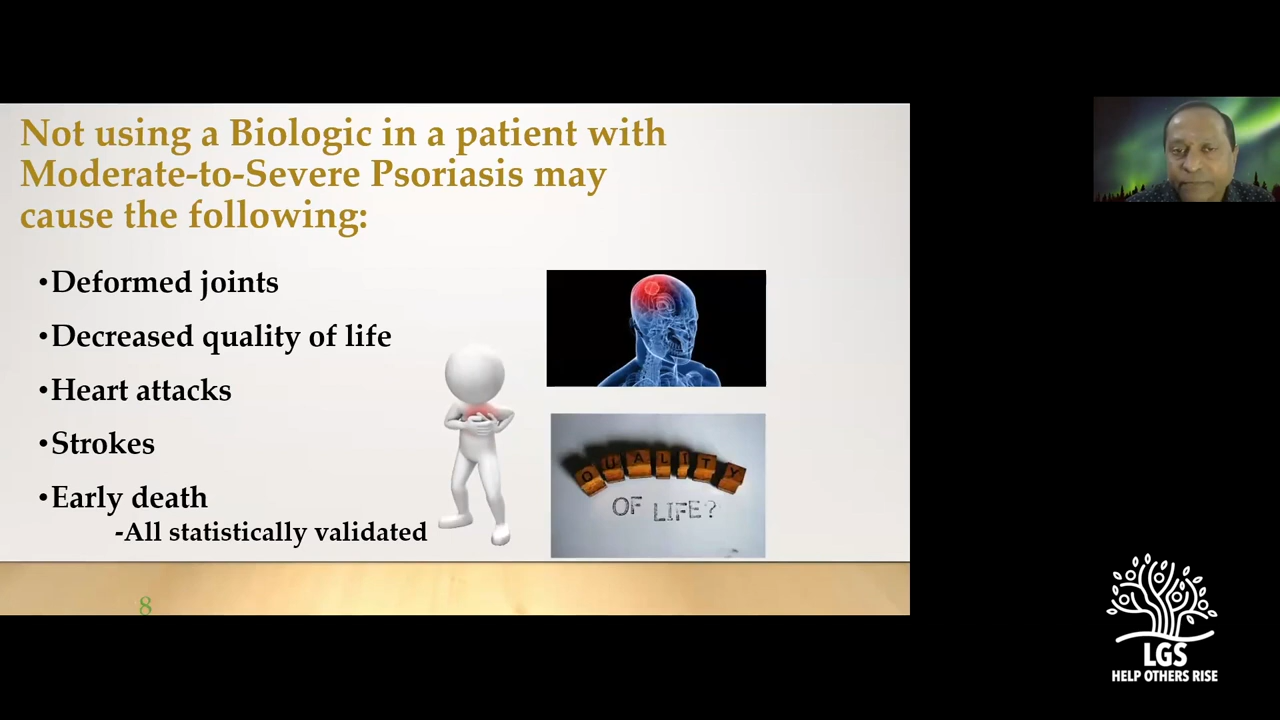 Not using a Biologic in a patient with
Moderate-to-Severe Psoriasis may
cause the following:
•Deformed joints
•Decreased quality of life
•Heart attacks
•Strokes
•Early death
-All statistically validated
QUALITY
OF LIFE?
8
LGS
HELP OTHERS RISE